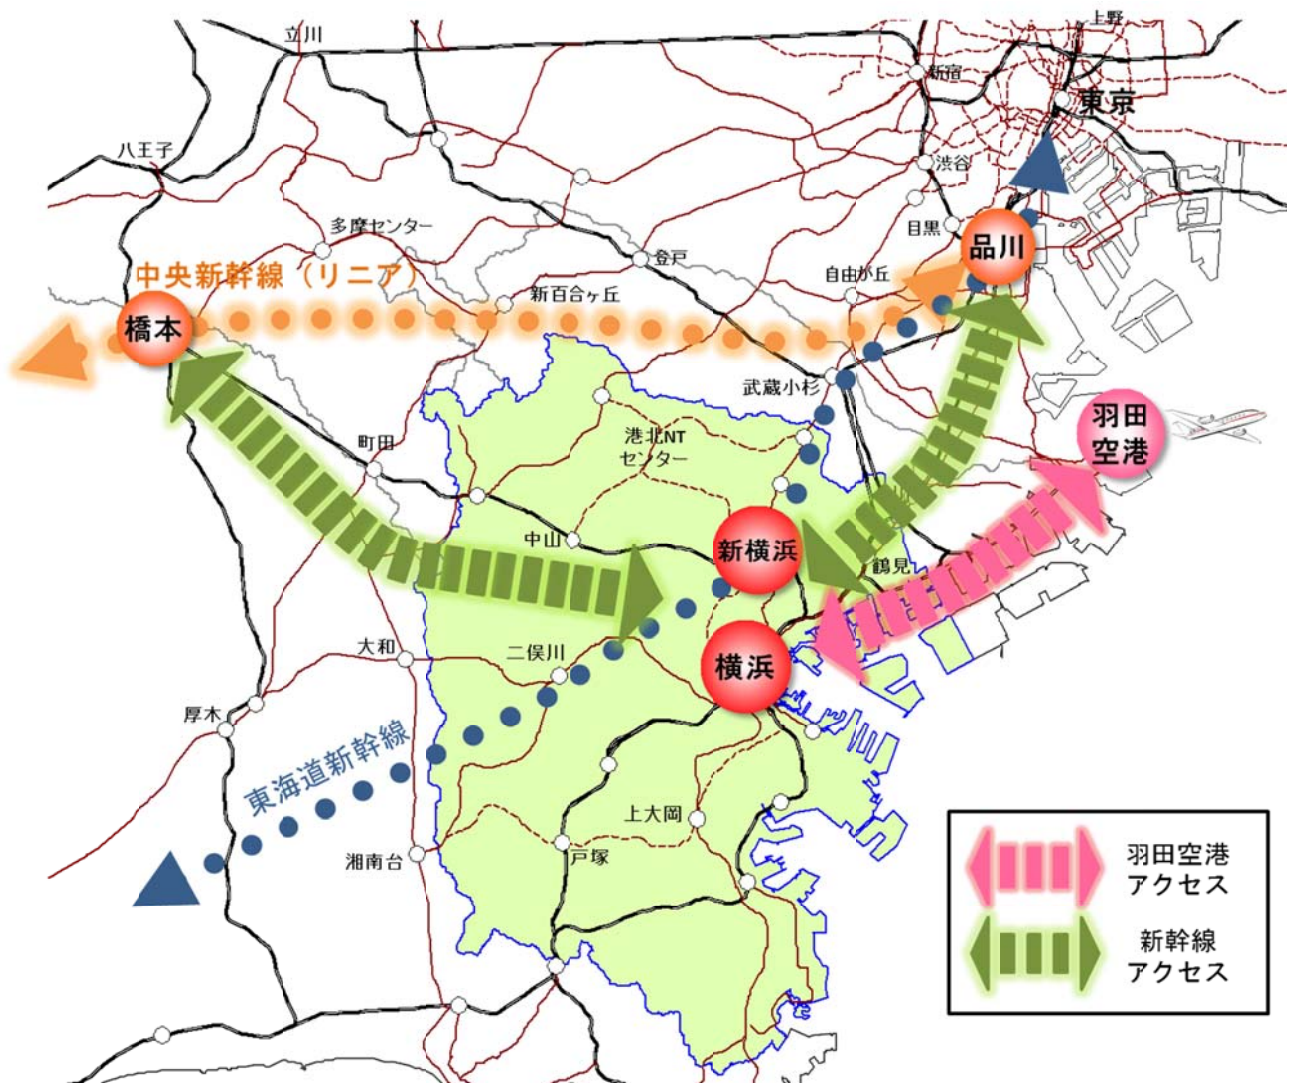 上野
立川
新宿
東京
八王子
渋谷
多摩センター
目黒
品川
登戸
中央新幹線（リニア）
自由が丘
新百合ヶ丘
橋本
武蔵小杉
羽田
空港
港北NT
センター
町田
中山
新横浜
鶴見
大和
二俣川
横浜
厚木
東海道新幹線
上大岡
湘南台
戸塚
羽田空港
アクセス
新幹線
アクセス